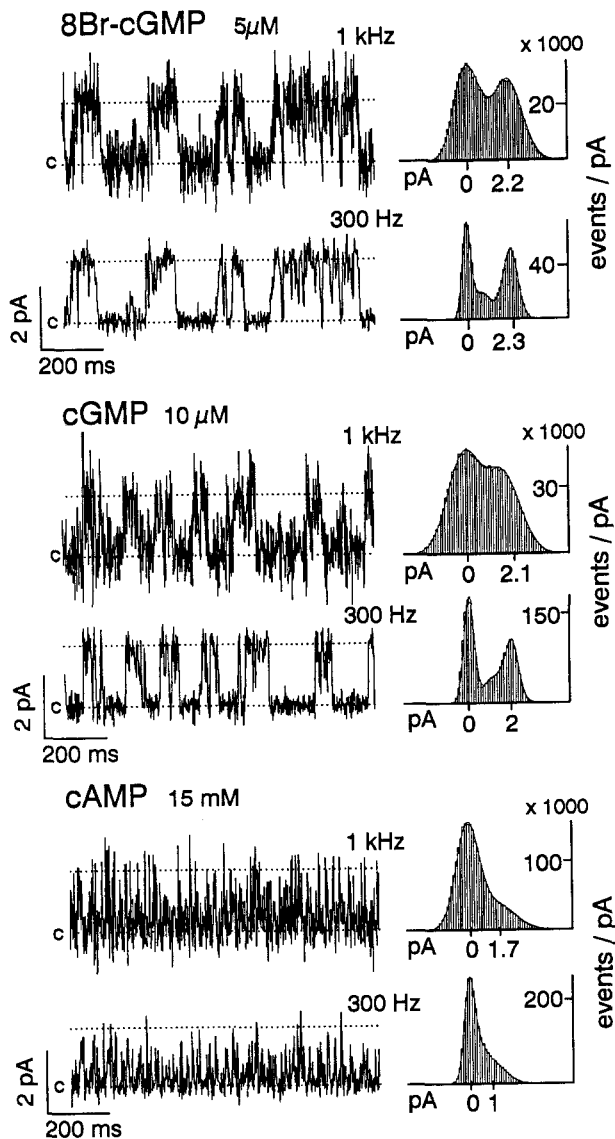 8Br-cGMP 5µM 1 kHz
x 1000
20
c
pA 0 2.2
300 Hz
40
c
pA 0 2.3
events / pA
2 pA
200 ms
cGMP 10 µM
1 kHz
x 1000
30
c
pA 0 2.1
300 Hz
150
c
pA 0 2
events / pA
2 pA
200 ms
cAMP 15 mM
1 kHz
x 1000
100
c
pA 0 1.7
300 Hz
200
c
pA 0 1
events / pA
2 pA
200 ms